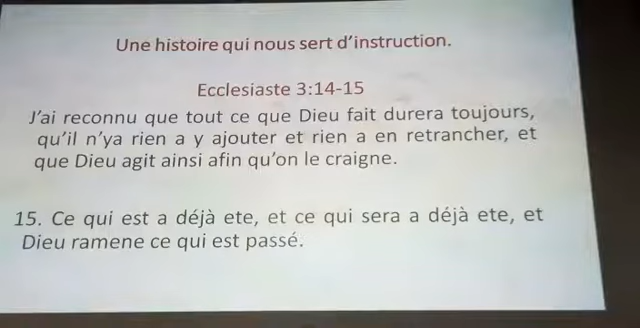 Une histoire qui nous sert d'instruction.
Ecclesiaste 3:14-15
J'ai reconnu que tout ce que Dieu fait durera toujours,
qu'il n'ya rien a y ajouter et rien a en retrancher, et
que Dieu agit ainsi afin qu'on le craigne.
15. Ce qui est a déjà ete, et ce qui sera a déjà ete, et
Dieu ramene ce qui est passé.